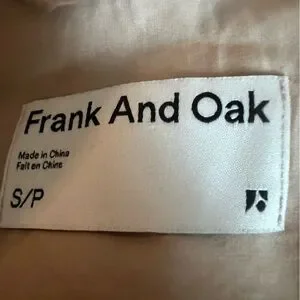 Frank And Oak
Made in China
Fait en Chine
S/P